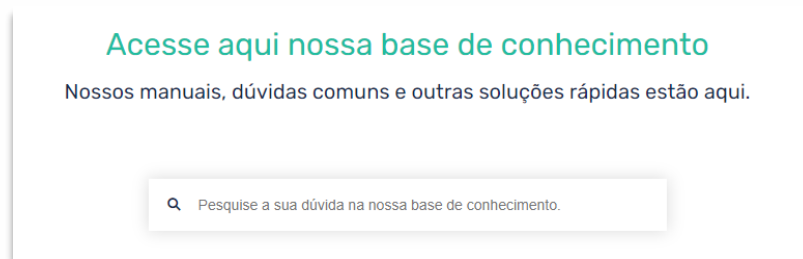 Acesse aqui nossa base de conhecimento
Nossos manuais, dúvidas comuns e outras soluções rápidas estão aqui.
Pesquise a sua dúvida na nossa base de conhecimento.